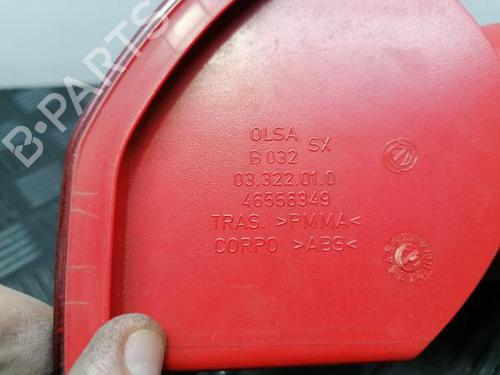 B-PARTS
OLSA SX
B 032
03.322.01.0
46556349
TRAS. >PMMA<
CORPO >ABS<